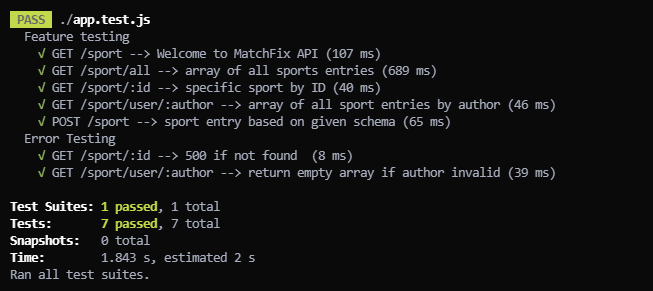 PASS ./app.test.js
Feature testing
√ GET /sport --> Welcome to MatchFix API (107 ms)
√ GET /sport/all --> array of all sports entries (689 ms)
√ GET /sport/:id --> specific sport by ID (40 ms)
√ GET /sport/user/:author --> array of all sport entries by author (46 ms)
√ POST /sport --> sport entry based on given schema (65 ms)
Error Testing
√ GET /sport/:id --> 500 if not found  (8 ms)
√ GET /sport/user/:author --> return empty array if author invalid (39 ms)
Test Suites: 1 passed, 1 total
Tests:       7 passed, 7 total
Snapshots:   0 total
Time:        1.843 s, estimated 2 s
Ran all test suites.